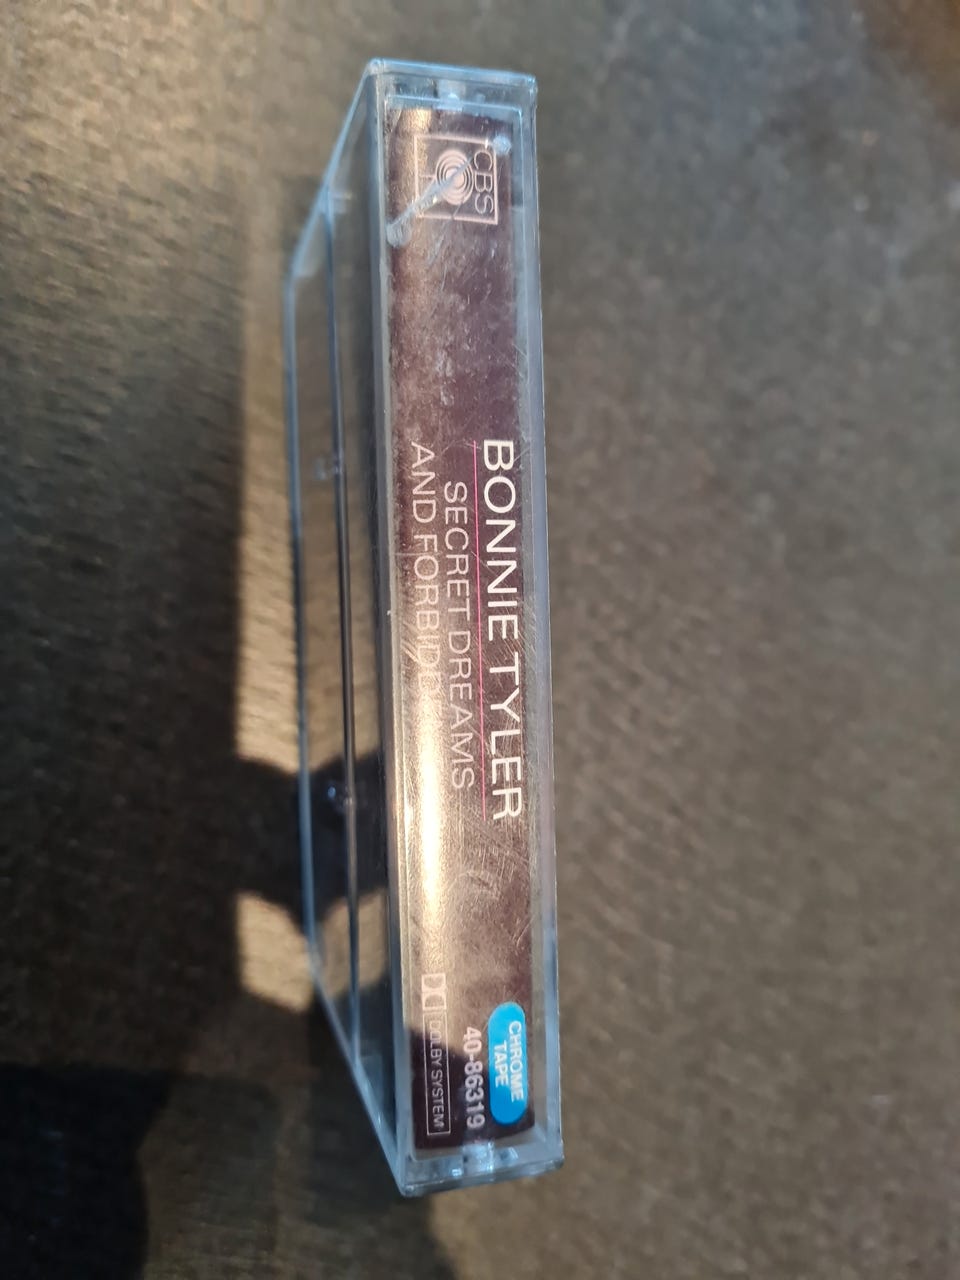 CBS
BONNIE TYLER
SECRET DREAMS
AND
CHROME
TAPE
40-86319
DOLBY SYSTEM